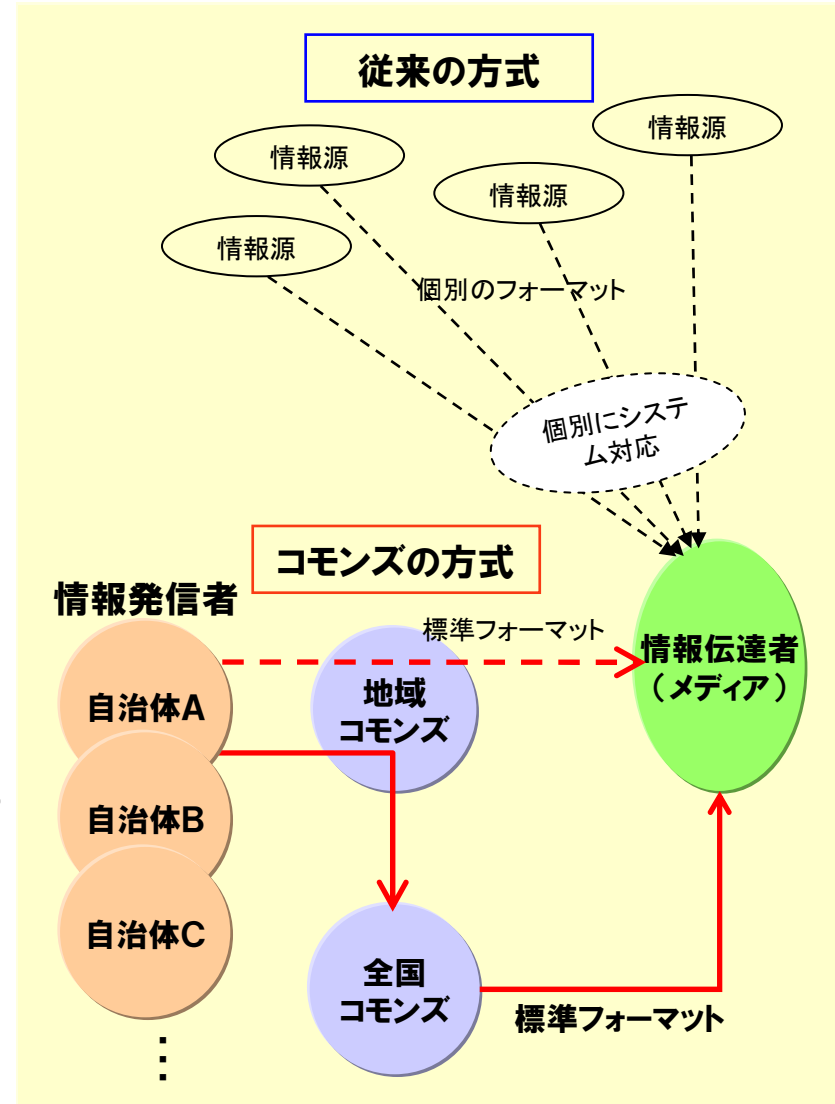 従来の方式
情報源
情報源
情報源
情報源
個別のフォーマット
個別にシステ
ム対応
コモンズの方式
情報発信者
標準フォーマット
情報伝達者
（メディア）
自治体A
地域
コモンズ
自治体B
自治体C
全国
コモンズ
標準フォーマット
⋮